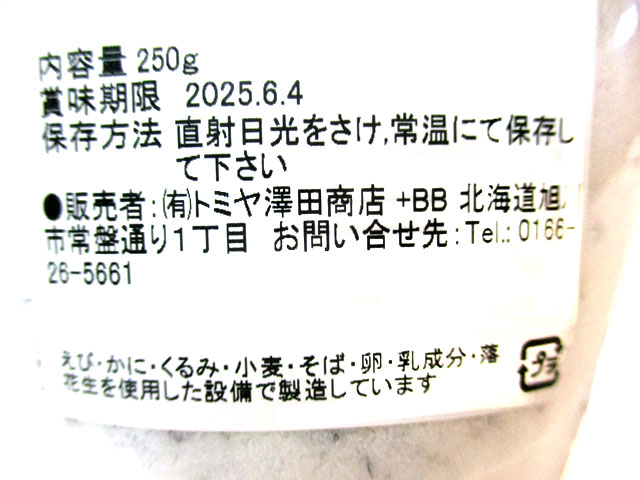 内容量 250g
賞味期限 2025.6.4
保存方法 直射日光をさけ,常温にて保存し
て下さい
●販売者:(有)トミヤ澤田商店 +BB 北海道旭川
市常盤通り1丁目 お問い合せ先:Tel.: 0166-
26-5661
えび・かに・くるみ・小麦・そば・卵・乳成分・落
花生を使用した設備で製造しています
プラ